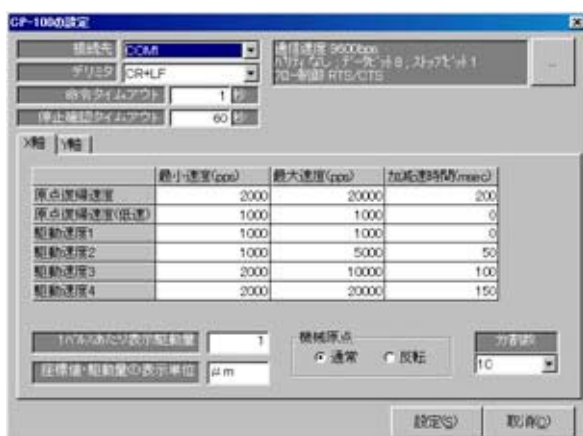 GP-100の設定
接続先 COM1
デリミタ CR+LF
命令タイムアウト 1 秒
停止確認タイムアウト 60 秒
通信速度 9600bps
パリティなし, データビット8, ストップビット1
フロー制御 RTS/CTS
...
X軸 Y軸
最小速度(pps) 最大速度(pps) 加減速時間(msec)
原点復帰速度 2000 20000 200
原点復帰速度(低速) 1000 1000 0
駆動速度1 1000 1000 0
駆動速度2 1000 5000 50
駆動速度3 2000 10000 100
駆動速度4 2000 20000 150
1パルスあたり表示駆動量 1
座標値・駆動量の表示単位 μm
機械原点
通常 反転
分割数
10
設定(S) 取消(C)